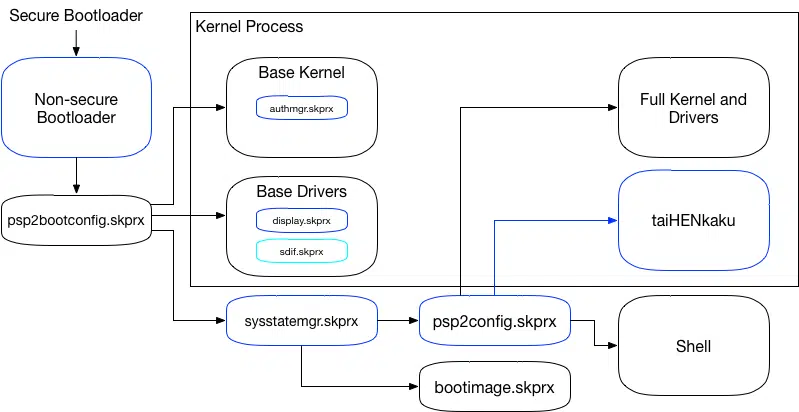 Secure Bootloader
Kernel Process
Non-secure
Bootloader
Base Kernel
authmgr.skprx
Full Kernel and
Drivers
psp2bootconfig.skprx
Base Drivers
display.skprx
sdif.skprx
taiHENkaku
sysstatemgr.skprx
psp2config.skprx
Shell
bootimage.skprx